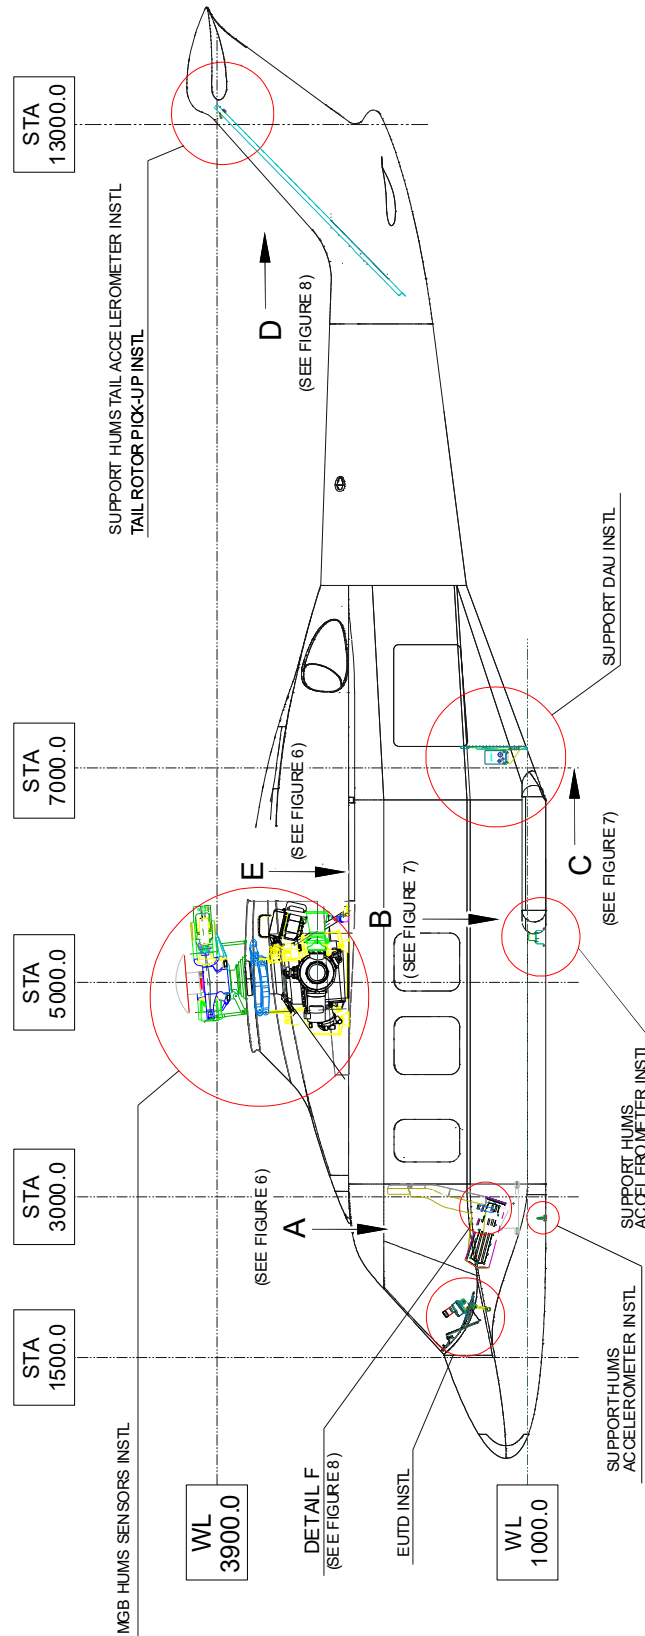 STA
13000.0
SUPPORT HUMS TAIL ACCELEROMETER INSTL
TAIL ROTOR PICK-UP INSTL
D
(SEE FIGURE 8)
SUPPORT DAU INSTL
STA
7000.0
E
(SEE FIGURE 6)
B
(SEE FIGURE 7)
C
(SEE FIGURE 7)
STA
5000.0
SUPPORT HUMS
ACCELEROMETER INSTL
STA
3000.0
A
(SEE FIGURE 6)
SUPPORT HUMS
ACCELEROMETER INSTL
STA
1500.0
MGB HUMS SENSORS INSTL
WL
3900.0
DETAIL F
(SEE FIGURE 8)
EUTD INSTL
WL
1000.0